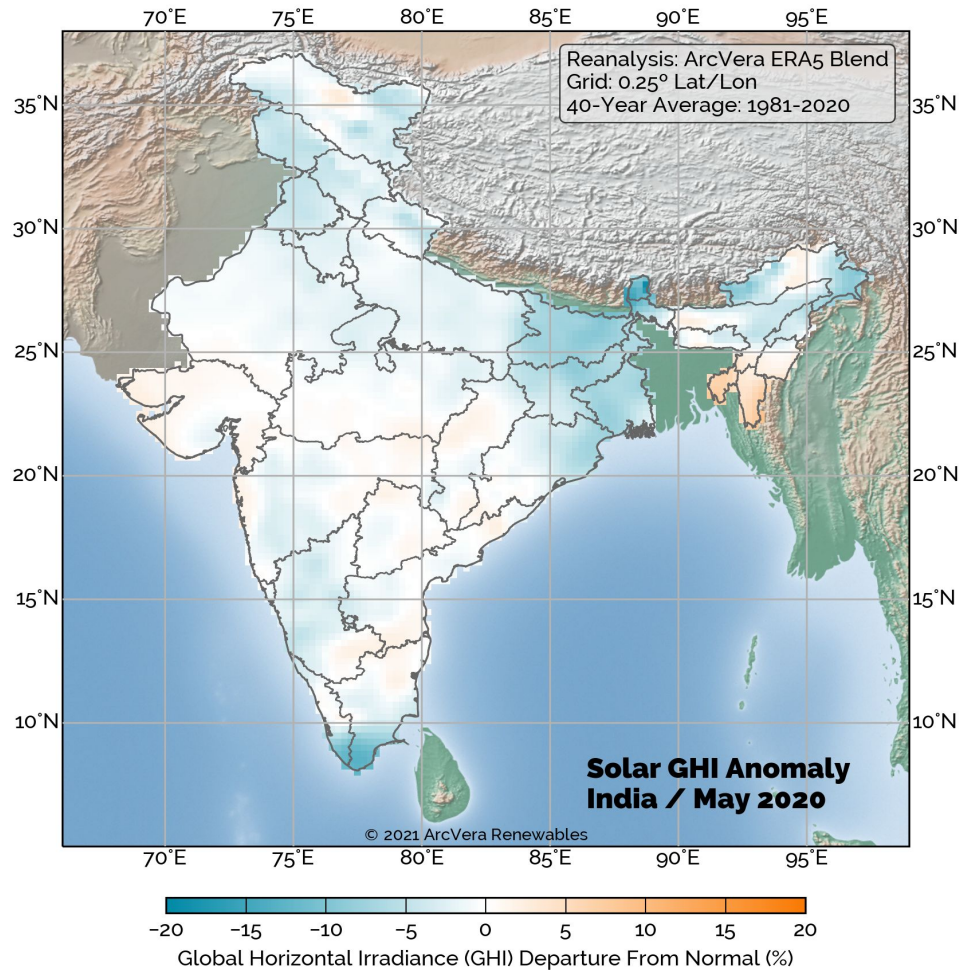 70°E 75°E 80°E 85°E 90°E 95°E
Reanalysis: ArcVera ERA5 Blend
Grid: 0.25º Lat/Lon
40-Year Average: 1981-2020
35°N 35°N
30°N 30°N
25°N 25°N
20°N 20°N
15°N 15°N
10°N 10°N
Solar GHI Anomaly
India / May 2020
© 2021 ArcVera Renewables
70°E 75°E 80°E 85°E 90°E 95°E
−20 −15 −10 −5 0 5 10 15 20
Global Horizontal Irradiance (GHI) Departure From Normal (%)